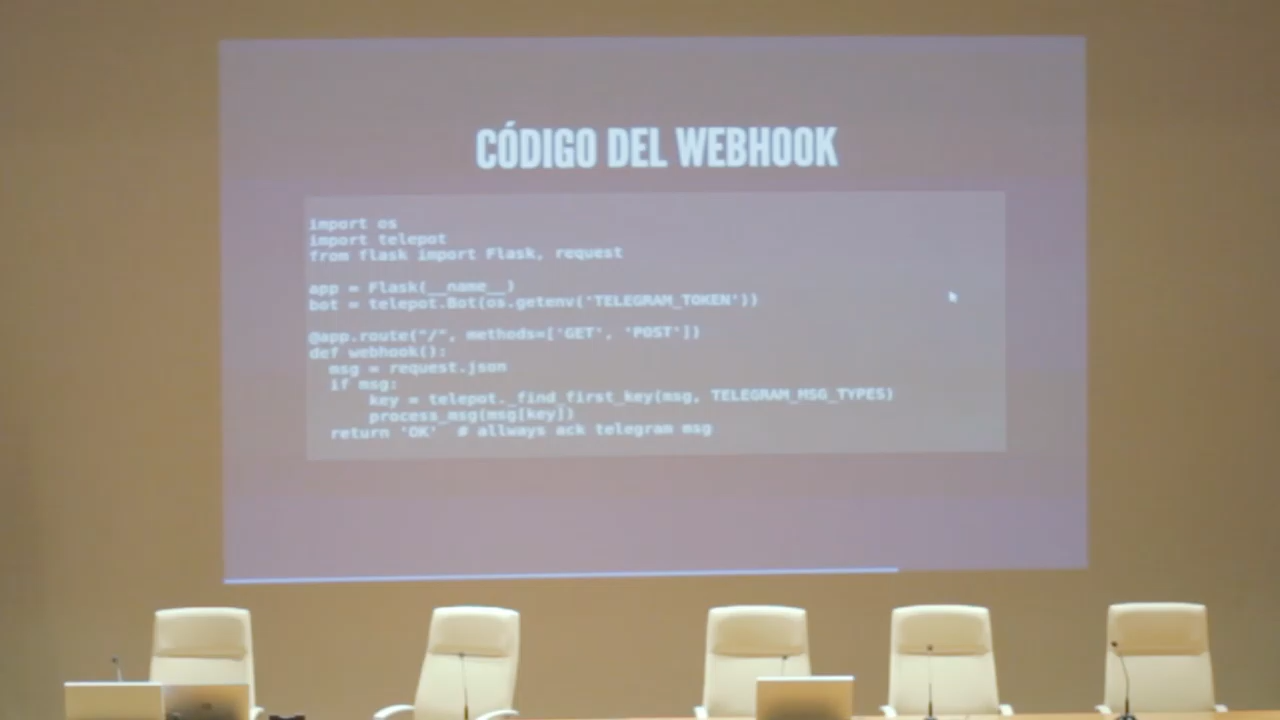 CÓDIGO DEL WEBHOOK
import os
import telepot
from flask import Flask, request
app = Flask(__name__)
bot = telepot.Bot(os.getenv('TELEGRAM_TOKEN'))
@app.route("/", methods=['GET', 'POST'])
def webhook():
msg = request.json
if msg:
key = telepot._find_first_key(msg, TELEGRAM_MSG_TYPES)
process_msg(msg[key])
return 'OK' # allways ack telegram msg